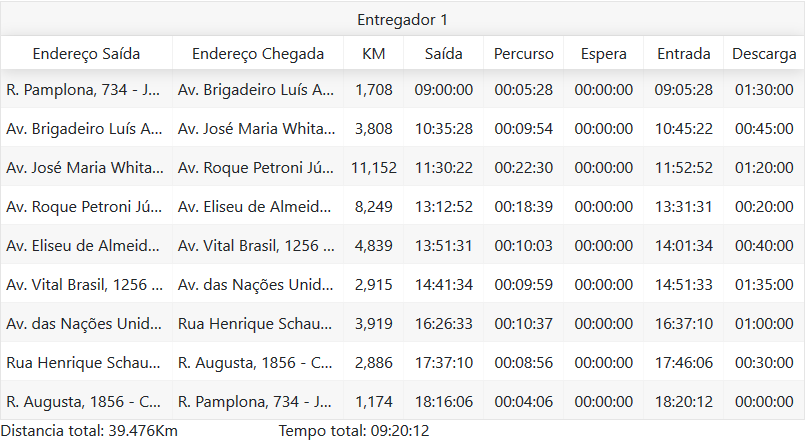 Entregador 1
Endereço Saída Endereço Chegada KM Saída Percurso Espera Entrada Descarga
R. Pamplona, 734 - J... Av. Brigadeiro Luís A... 1,708 09:00:00 00:05:28 00:00:00 09:05:28 01:30:00
Av. Brigadeiro Luís A... Av. José Maria Whita... 3,808 10:35:28 00:09:54 00:00:00 10:45:22 00:45:00
Av. José Maria Whita... Av. Roque Petroni Jú... 11,152 11:30:22 00:22:30 00:00:00 11:52:52 01:20:00
Av. Roque Petroni Jú... Av. Eliseu de Almeid... 8,249 13:12:52 00:18:39 00:00:00 13:31:31 00:20:00
Av. Eliseu de Almeid... Av. Vital Brasil, 1256 ... 4,839 13:51:31 00:10:03 00:00:00 14:01:34 00:40:00
Av. Vital Brasil, 1256 ... Av. das Nações Unid... 2,915 14:41:34 00:09:59 00:00:00 14:51:33 01:35:00
Av. das Nações Unid... Rua Henrique Schau... 3,919 16:26:33 00:10:37 00:00:00 16:37:10 01:00:00
Rua Henrique Schau... R. Augusta, 1856 - C... 2,886 17:37:10 00:08:56 00:00:00 17:46:06 00:30:00
R. Augusta, 1856 - C... R. Pamplona, 734 - J... 1,174 18:16:06 00:04:06 00:00:00 18:20:12 00:00:00
Distancia total: 39.476Km Tempo total: 09:20:12